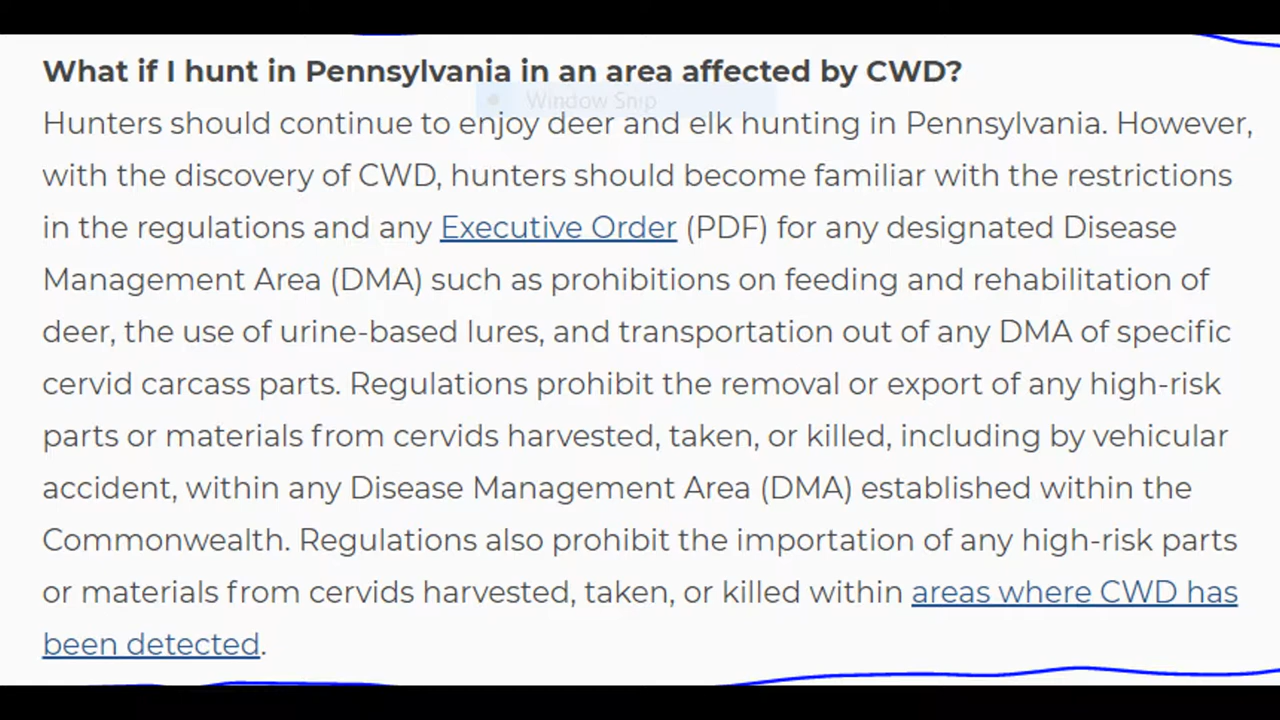 What if I hunt in Pennsylvania in an area affected by CWD?
Window Snip
Hunters should continue to enjoy deer and elk hunting in Pennsylvania. However,
with the discovery of CWD, hunters should become familiar with the restrictions
in the regulations and any Executive Order (PDF) for any designated Disease
Management Area (DMA) such as prohibitions on feeding and rehabilitation of
deer, the use of urine-based lures, and transportation out of any DMA of specific
cervid carcass parts. Regulations prohibit the removal or export of any high-risk
parts or materials from cervids harvested, taken, or killed, including by vehicular
accident, within any Disease Management Area (DMA) established within the
Commonwealth. Regulations also prohibit the importation of any high-risk parts
or materials from cervids harvested, taken, or killed within areas where CWD has
been detected.